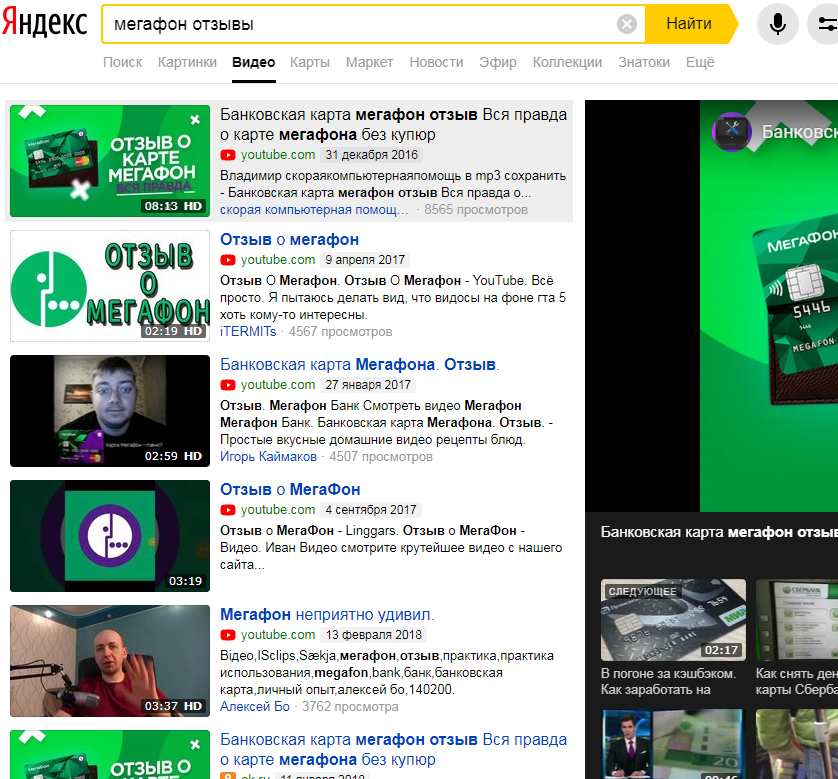 Яндекс
мегафон отзывы
Найти
Поиск Картинки Видео Карты Маркет Новости Эфир Коллекции Знатоки Ещё
МЕГАФОН
ОТЗЫВ О
КАРТЕ
МЕГАФОН
ВСЯ ПРАВДА
08:13 HD
Банковская карта мегафон отзыв Вся правда
о карте мегафона без купюр
youtube.com 31 декабря 2016
Владимир скораякомпьютернаяпомощь в mp3 сохранить
- Банковская карта мегафон отзыв Вся правда о...
скорая компьютерная помощ... · 8565 просмотров
ОТЗЫВ
О
МЕГАФОН
02:19 HD
Отзыв о мегафон
youtube.com 9 апреля 2017
Отзыв О Мегафон. Отзыв О Мегафон - YouTube. Всё
просто. Я пытаюсь делать вид, что видосы на фоне гта 5
хоть кому-то интересны.
iTERMITs · 4567 просмотров
Карта Мегафон - говно?
02:59 HD
Банковская карта Мегафона. Отзыв.
youtube.com 27 января 2017
Отзыв. Мегафон Банк Смотреть видео Мегафон
Мегафон Банк. Банковская карта Мегафона. Отзыв. -
Простые вкусные домашние видео рецепты блюд.
Игорь Каймаков · 4507 просмотров
03:19
Отзыв о МегаФон
youtube.com 4 сентября 2017
Отзыв о МегаФон - Linggars. Отзыв о МегаФон -
Видео. Иван Видео смотрите крутейшее видео с нашего
сайта...
03:37 HD
Мегафон неприятно удивил.
youtube.com 13 февраля 2018
Відео,ISclips,Sækja,мегафон,отзыв,практика,практика
использования,megafon,bank,банк,банковская
карта,личный опыт,алексей бо,140200.
Алексей Бо · 3762 просмотра
ОТЗЫВ О
Банковская карта мегафон отзыв Вся правда
о карте мегафона без купюр
ok.ru 11 января 2018
Банковск
МЕГАФОН
5446
5446
MEGAFON
Банковская карта мегафон отзыв
СЛЕДУЮЩЕЕ
02:17
В погоне за кэшбэком.
Как заработать на
СБЕРБАНК
Как снять ден
карты Сберба